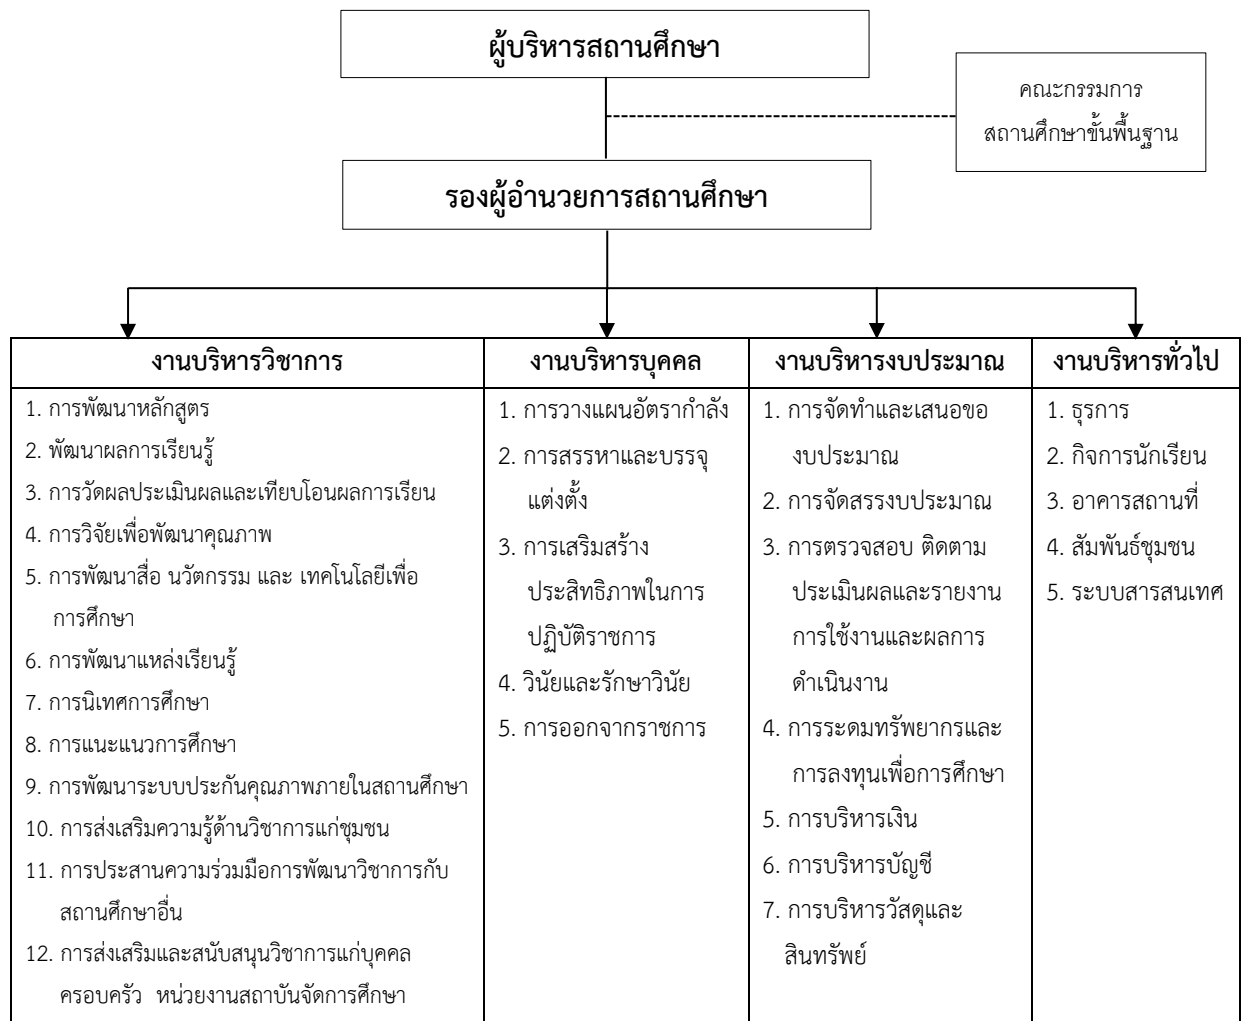 ผู้บริหารสถานศึกษา
คณะกรรมการ
สถานศึกษาขั้นพื้นฐาน
รองผู้อำนวยการสถานศึกษา
งานบริหารวิชาการ
1. การพัฒนาหลักสูตร
2. พัฒนาผลการเรียนรู้
3. การวัดผลประเมินผลและเทียบโอนผลการเรียน
4. การวิจัยเพื่อพัฒนาคุณภาพ
5. การพัฒนาสื่อ นวัตกรรม และ เทคโนโลยีเพื่อ
การศึกษา
6. การพัฒนาแหล่งเรียนรู้
7. การนิเทศการศึกษา
8. การแนะแนวการศึกษา
9. การพัฒนาระบบประกันคุณภาพภายในสถานศึกษา
10. การส่งเสริมความรู้ด้านวิชาการแก่ชุมชน
11. การประสานความร่วมมือการพัฒนาวิชาการกับ
สถานศึกษาอื่น
12. การส่งเสริมและสนับสนุนวิชาการแก่บุคคล
ครอบครัว หน่วยงานสถาบันจัดการศึกษา
งานบริหารบุคคล
1. การวางแผนอัตรากำลัง
2. การสรรหาและบรรจุ
แต่งตั้ง
3. การเสริมสร้าง
ประสิทธิภาพในการ
ปฏิบัติราชการ
4. วินัยและรักษาวินัย
5. การออกจากราชการ
งานบริหารงบประมาณ
1. การจัดทำและเสนอขอ
งบประมาณ
2. การจัดสรรงบประมาณ
3. การตรวจสอบ ติดตาม
ประเมินผลและรายงาน
การใช้งานและผลการ
ดำเนินงาน
4. การระดมทรัพยากรและ
การลงทุนเพื่อการศึกษา
5. การบริหารเงิน
6. การบริหารบัญชี
7. การบริหารวัสดุและ
สินทรัพย์
งานบริหารทั่วไป
1. ธุรการ
2. กิจการนักเรียน
3. อาคารสถานที่
4. สัมพันธ์ชุมชน
5. ระบบสารสนเทศ